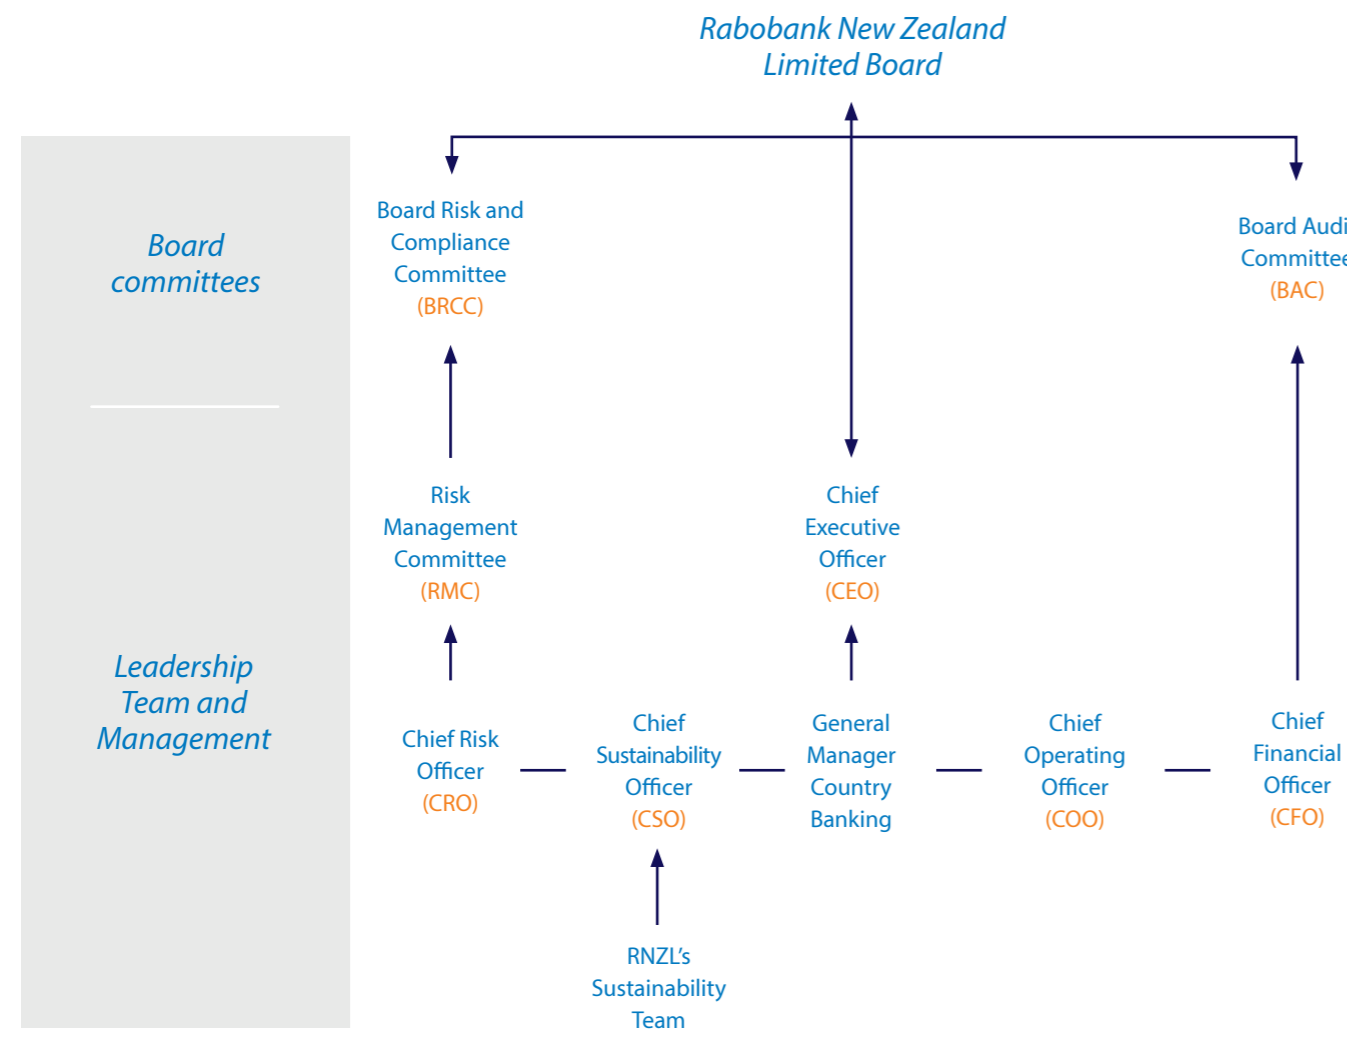 Rabobank New Zealand
Limited Board
Board
committees
Board Risk and
Compliance
Committee
(BRCC)
Board Audi
Committee
(BAC)
Leadership
Team and
Management
Risk
Management
Committee
(RMC)
Chief
Executive
Officer
(CEO)
Chief Risk
Officer
(CRO)
Chief
Sustainability
Officer
(CSO)
General
Manager
Country
Banking
Chief
Operating
Officer
(COO)
Chief
Financial
Officer
(CFO)
RNZL's
Sustainability
Team